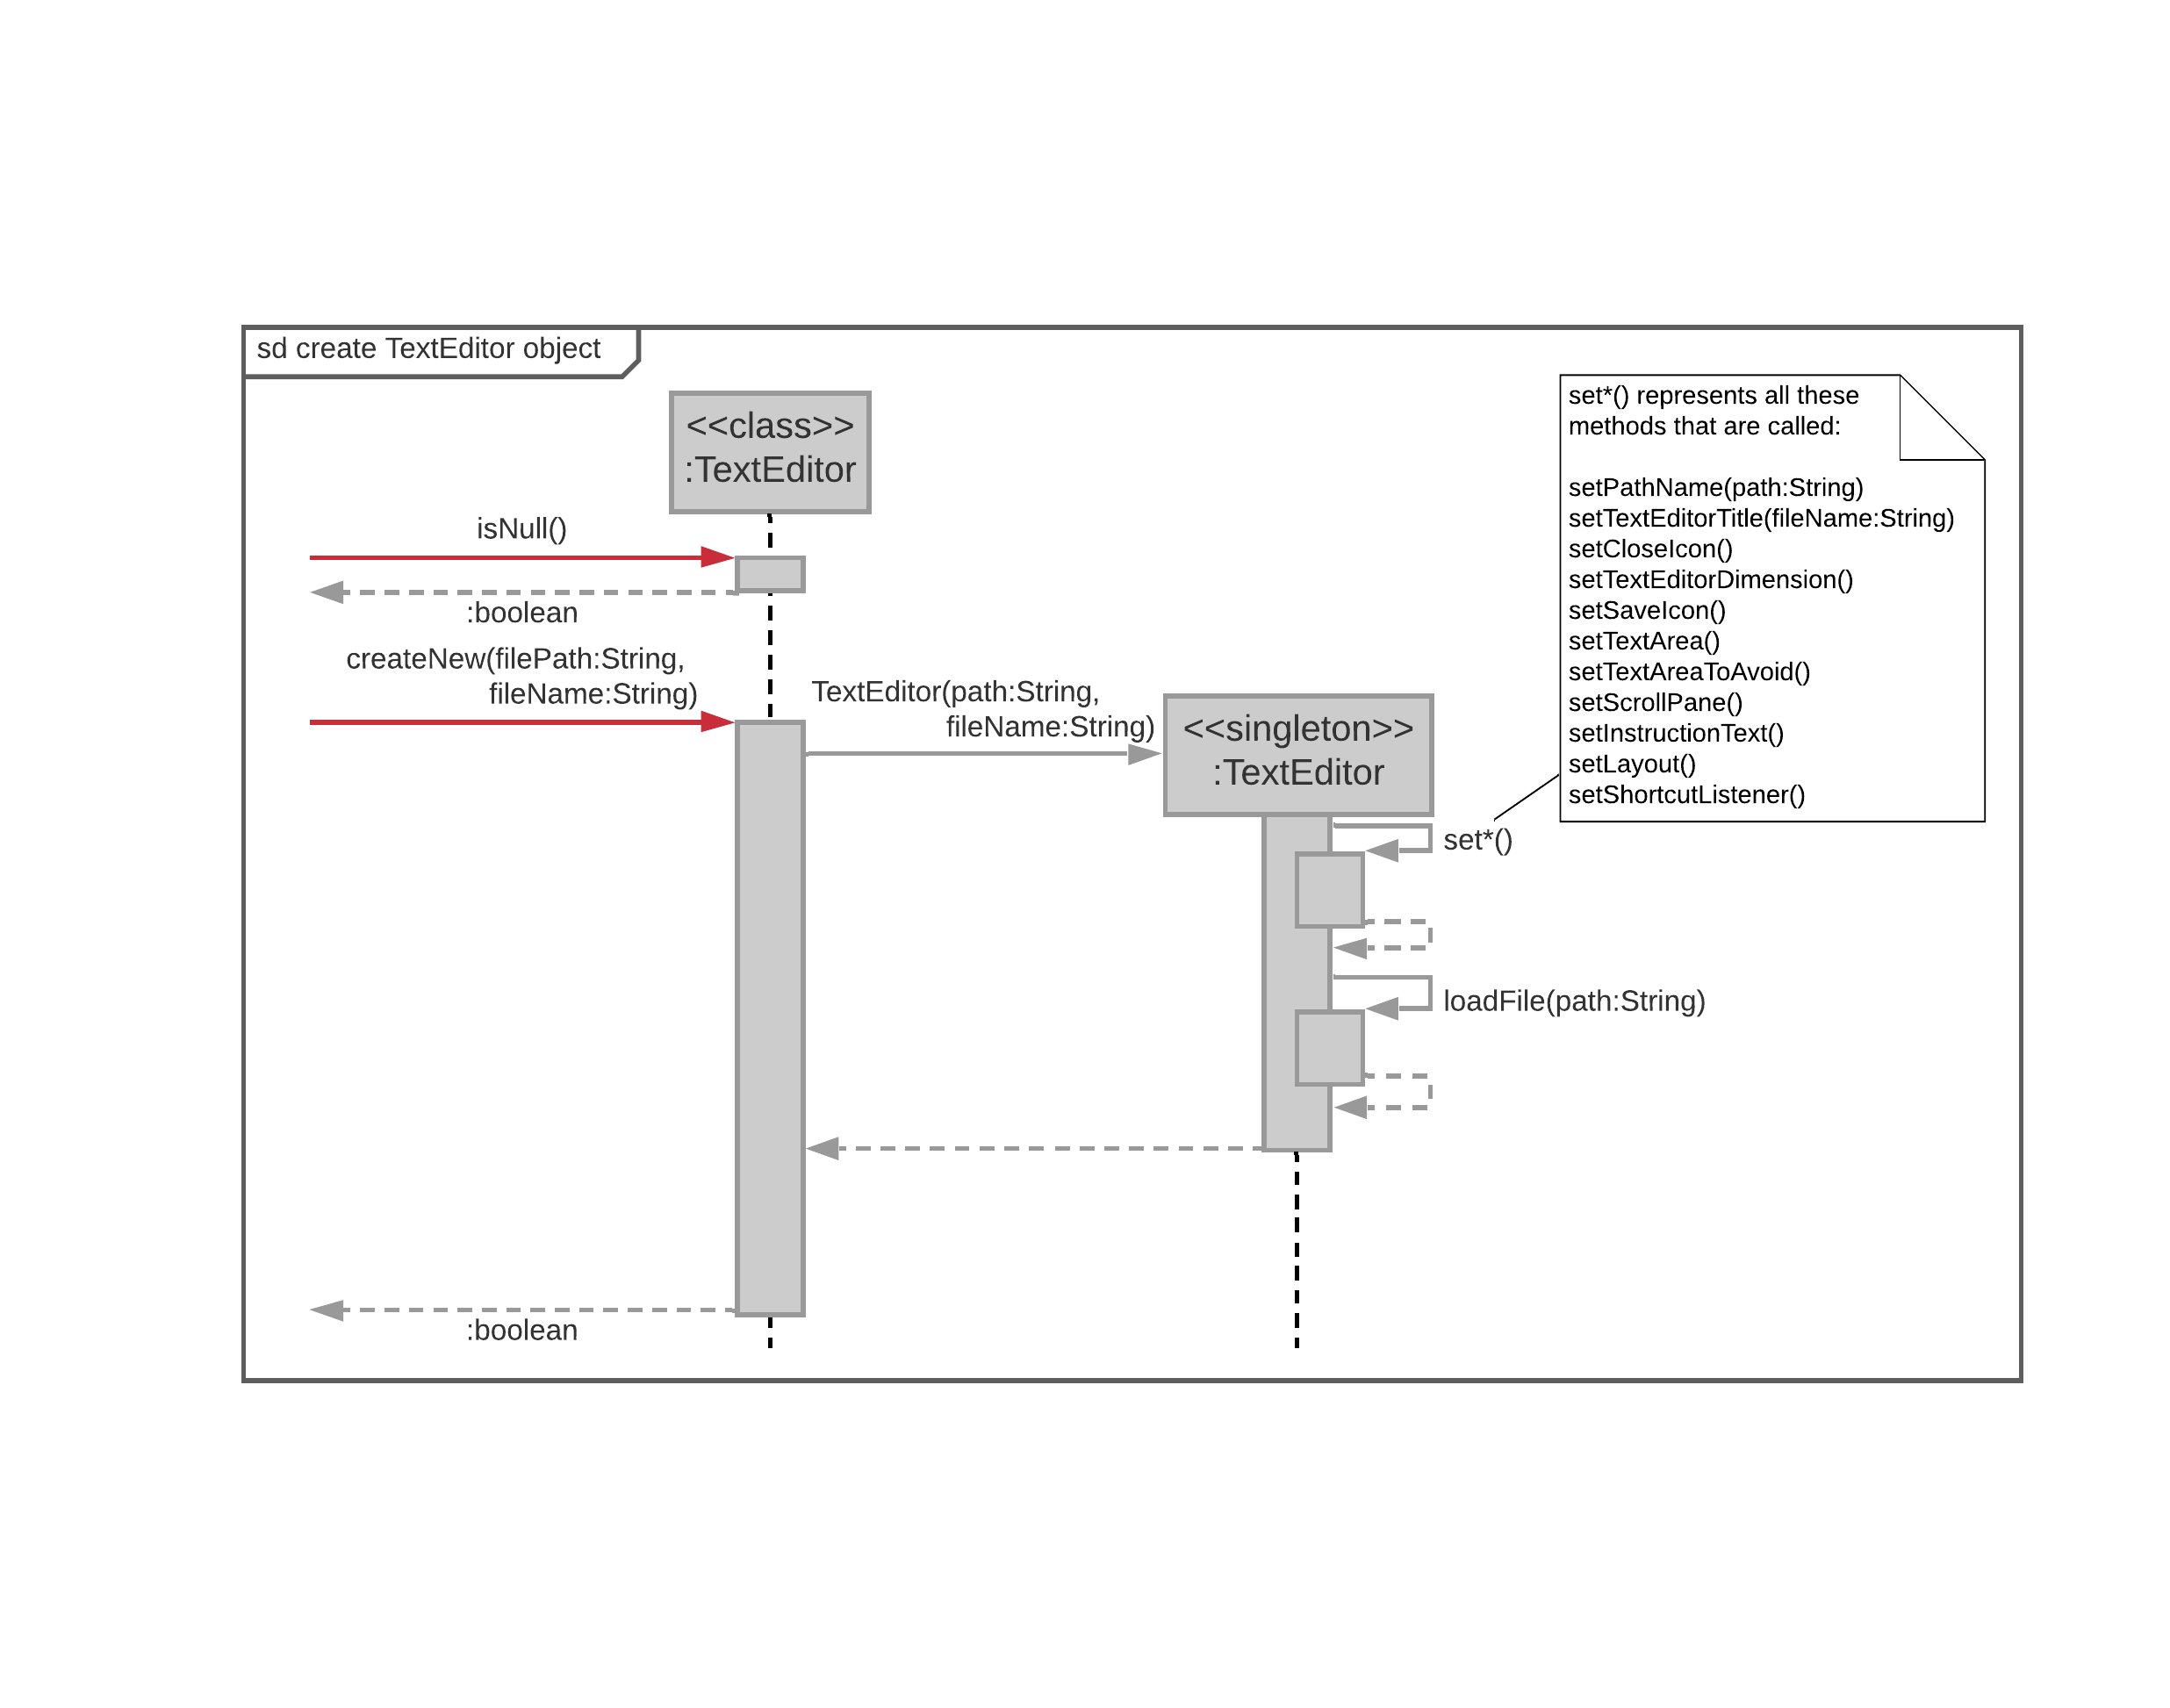 sd create TextEditor object
<<class>>
:TextEditor
set*() represents all these
methods that are called:
setPathName(path:String)
setTextEditorTitle(fileName:String)
setCloseIcon()
setTextEditorDimension()
setSaveIcon()
setTextArea()
setTextAreaToAvoid()
setScrollPane()
setInstructionText()
setLayout()
setShortcutListener()
isNull()
:boolean
createNew(filePath:String,
fileName:String)
TextEditor(path:String,
fileName:String)
<<singleton>>
:TextEditor
set*()
loadFile(path:String)
:boolean